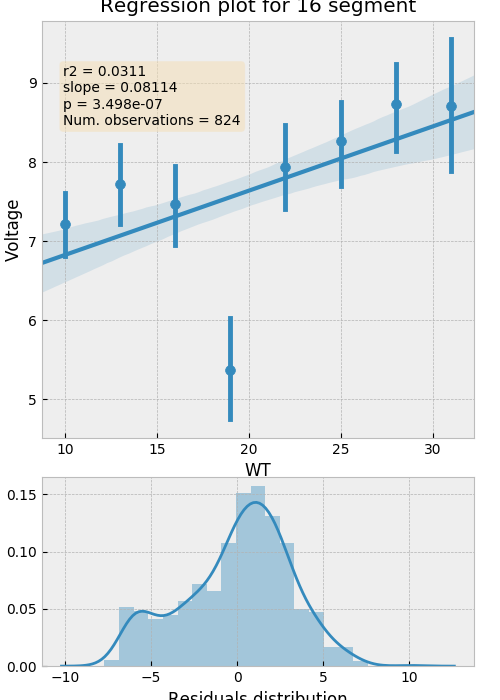 Regression plot for 16 segment
r2 = 0.0311
slope = 0.08114
p = 3.498e-07
Num. observations = 824
9
8
7
6
5
Voltage
10 15 20 25 30
WT
0.15
0.10
0.05
0.00
−10 −5 0 5 10
Residuals distribution